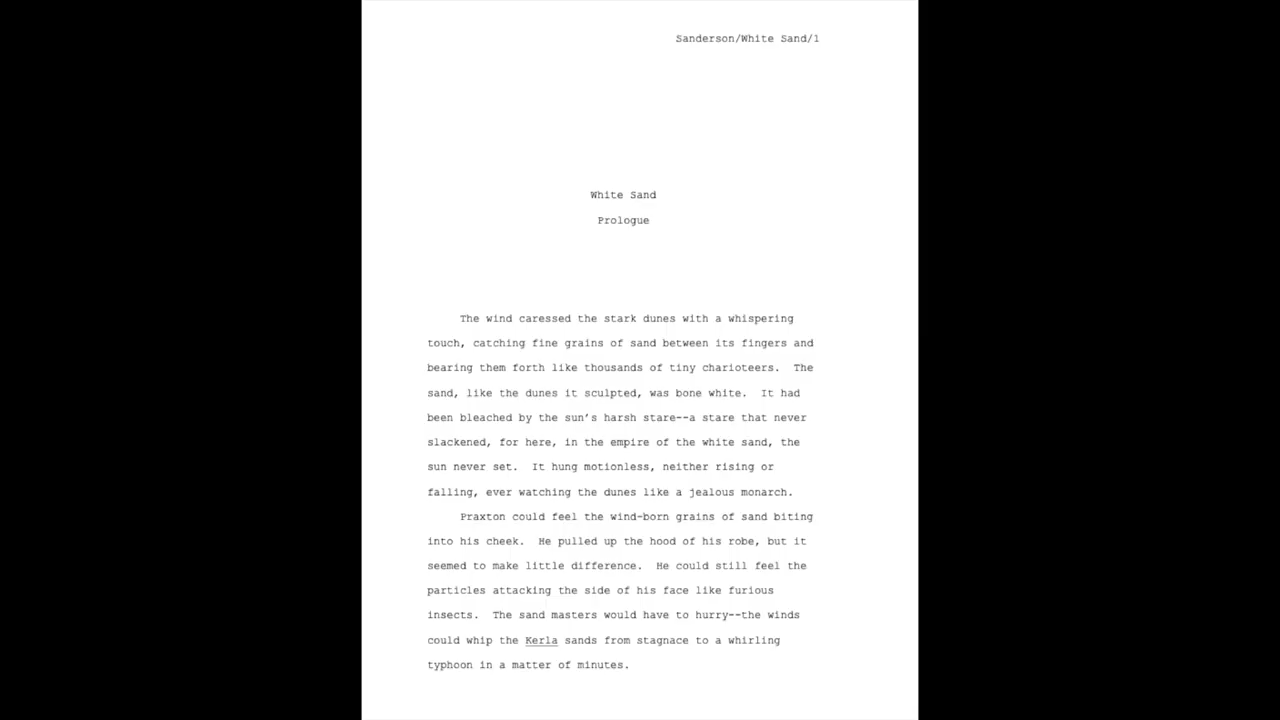 Sanderson/White Sand/1
White Sand
Prologue
The wind caressed the stark dunes with a whispering
touch, catching fine grains of sand between its fingers and
bearing them forth like thousands of tiny charioteers.  The
sand, like the dunes it sculpted, was bone white.  It had
been bleached by the sun's harsh stare--a stare that never
slackened, for here, in the empire of the white sand, the
sun never set.  It hung motionless, neither rising or
falling, ever watching the dunes like a jealous monarch.
Praxton could feel the wind-born grains of sand biting
into his cheek.  He pulled up the hood of his robe, but it
seemed to make little difference.  He could still feel the
particles attacking the side of his face like furious
insects.  The sand masters would have to hurry--the winds
could whip the Kerla sands from stagnace to a whirling
typhoon in a matter of minutes.